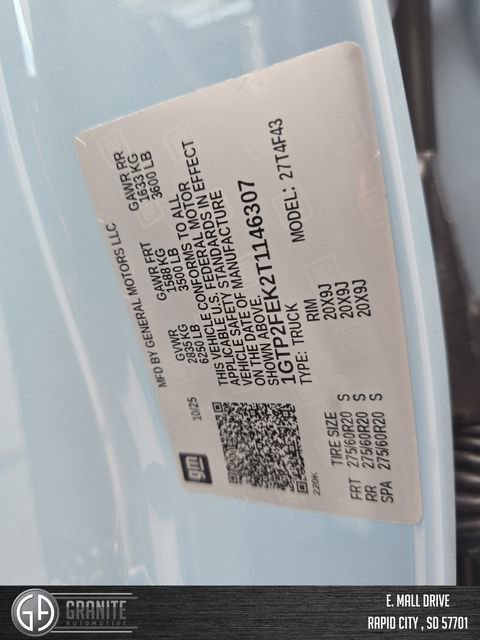 MFD BY GENERAL MOTORS LLC
gm
10/25
GVWR GAWR FRT GAWR RR
2835 KG 1588 KG 1633 KG
6250 LB 3500 LB 3600 LB
THIS VEHICLE CONFORMS TO ALL
APPLICABLE U.S. FEDERAL MOTOR
VEHICLE SAFETY STANDARDS IN EFFECT
ON THE DATE OF MANUFACTURE
SHOWN ABOVE.
1GTP2FEK2T1146307
TYPE: TRUCK MODEL: 27T4F43
220K
TIRE SIZE RIM
FRT 275/60R20 S 20X9J
RR 275/60R20 S 20X9J
SPA 275/60R20 S 20X9J
GA GRANITE
AUTOMOTIVE
E. MALL DRIVE
RAPID CITY , SD 57701